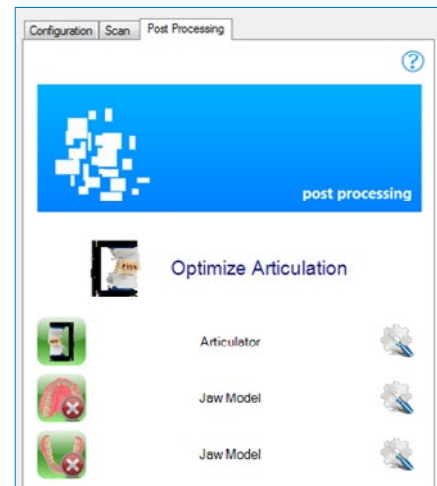 Configuration Scan Post Processing
?
post processing
Optimize Articulation
Articulator
Jaw Model
Jaw Model